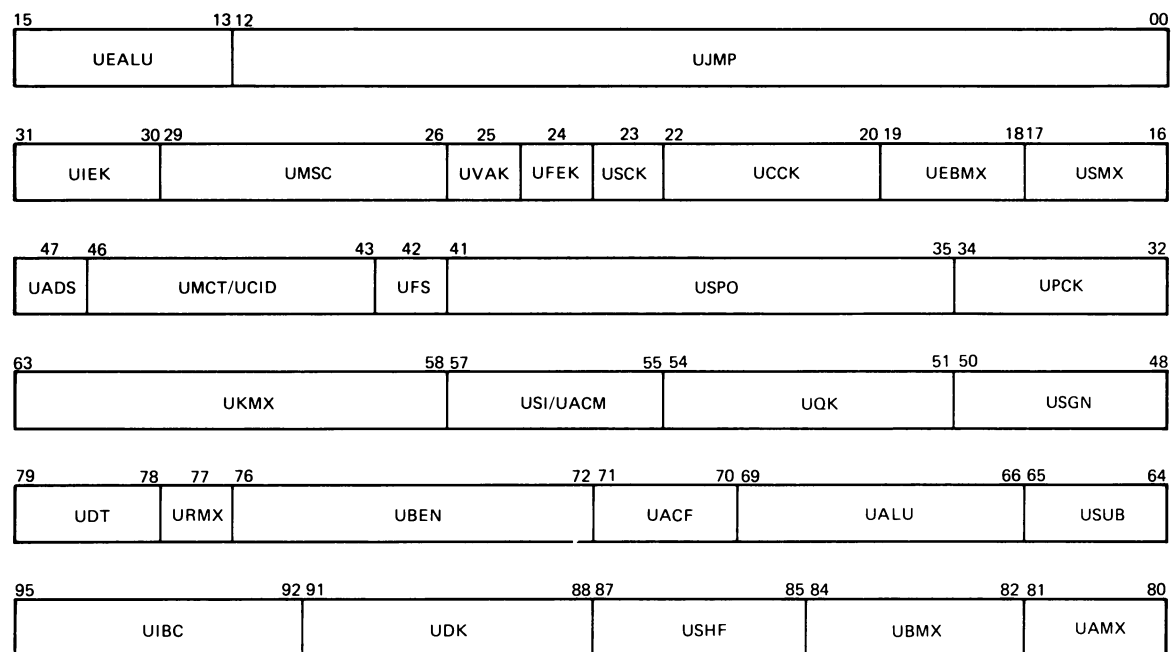 15 13 12 00
UEALU UJMP
31 30 29 26 25 24 23 22 20 19 18 17 16
UIEK UMSC UVAK UFEK USCK UCCK UEBMX USMX
47 46 43 42 41 35 34 32
UADS UMCT/UCID UFS USPO UPCK
63 58 57 55 54 51 50 48
UKMX USI/UACM UQK USGN
79 78 77 76 72 71 70 69 66 65 64
UDT URMX UBEN UACF UALU USUB
95 92 91 88 87 85 84 82 81 80
UIBC UDK USHF UBMX UAMX